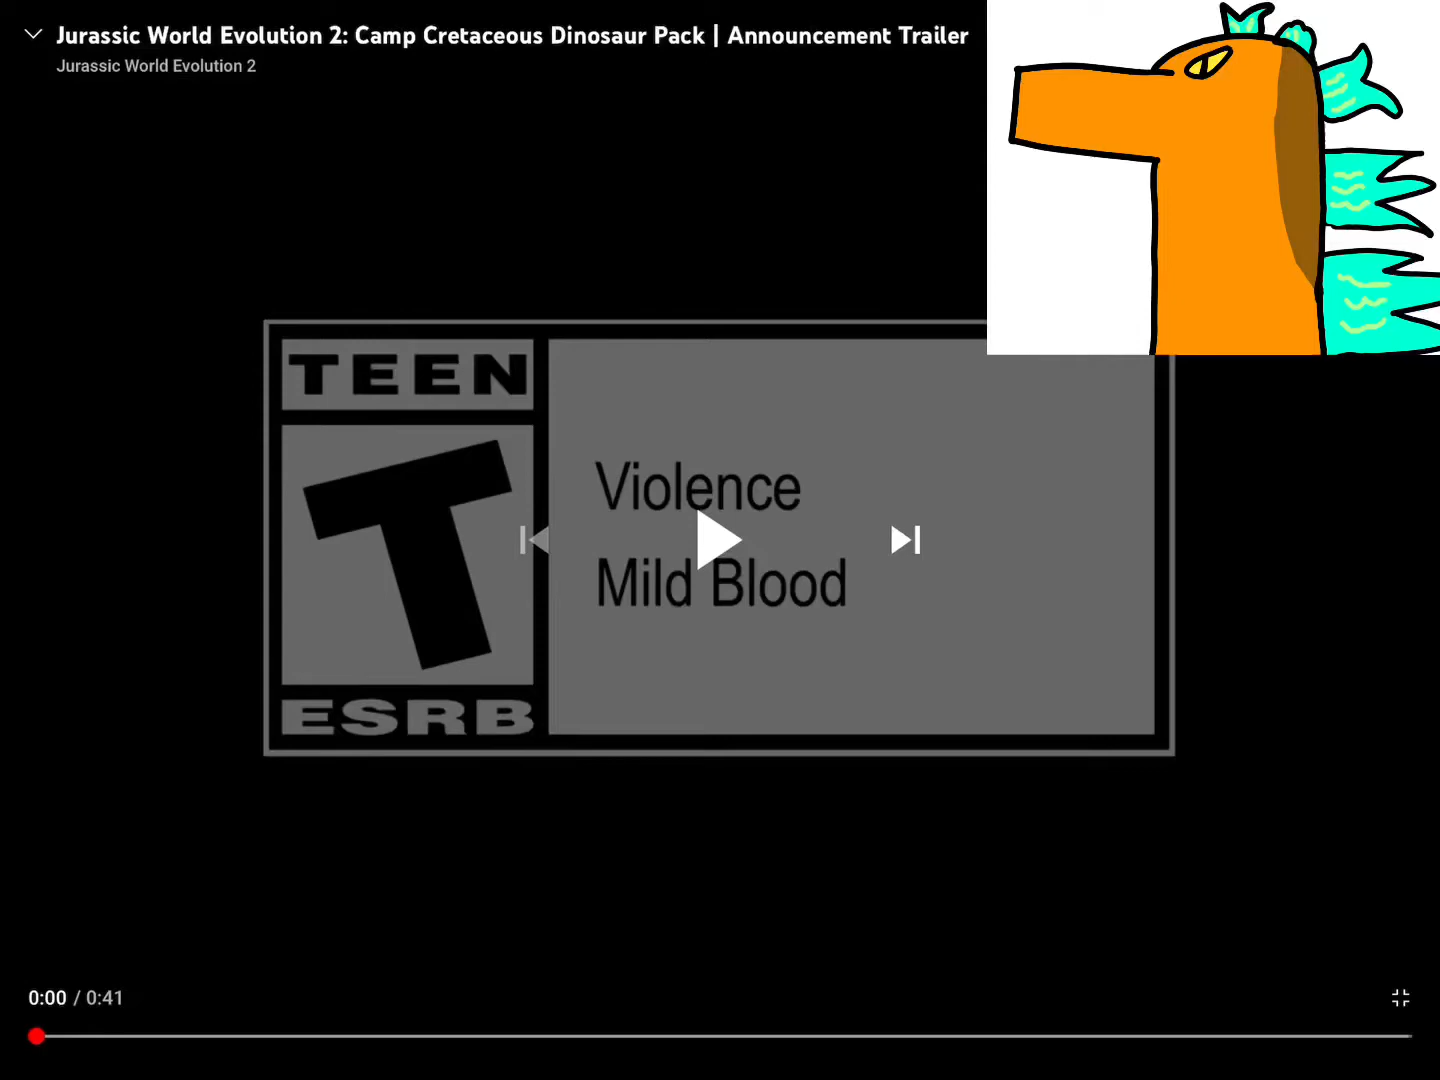 Jurassic World Evolution 2: Camp Cretaceous Dinosaur Pack | Announcement Trailer
Jurassic World Evolution 2
TEEN
T
ESRB
Violence
Mild Blood
0:00 / 0:41